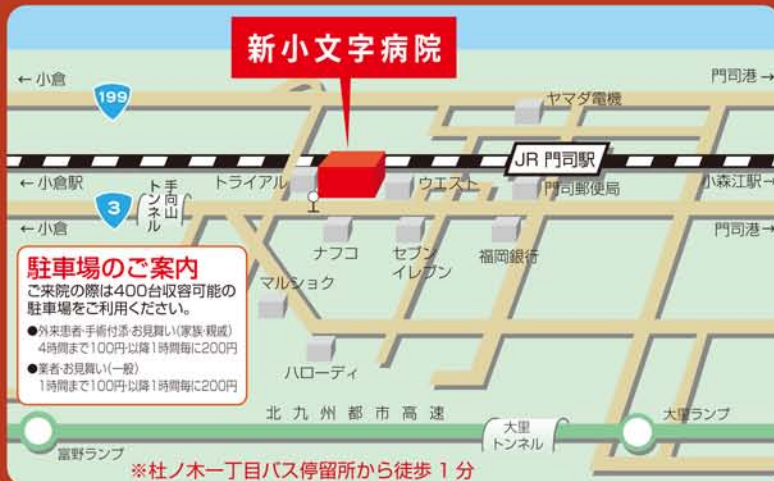 新小文字病院
← 小倉
199
門司港 →
ヤマダ電機
JR 門司駅
← 小倉駅
手向山
トンネル
トライアル
ウエスト
門司郵便局
小森江駅→
3
← 小倉
門司港→
ナフコ
セブン
イレブン
福岡銀行
駐車場のご案内
ご来院の際は400台収容可能の
駐車場をご利用ください。
●外来患者・手術付添・お見舞い(家族・親戚)
4時間まで100円・以降1時間毎に200円
●業者・お見舞い(一般)
1時間まで100円・以降1時間毎に200円
マルショク
ハローディ
北九州都市高速
大里
トンネル
大里ランプ
富野ランプ
※杜ノ木一丁目バス停留所から徒歩 1 分